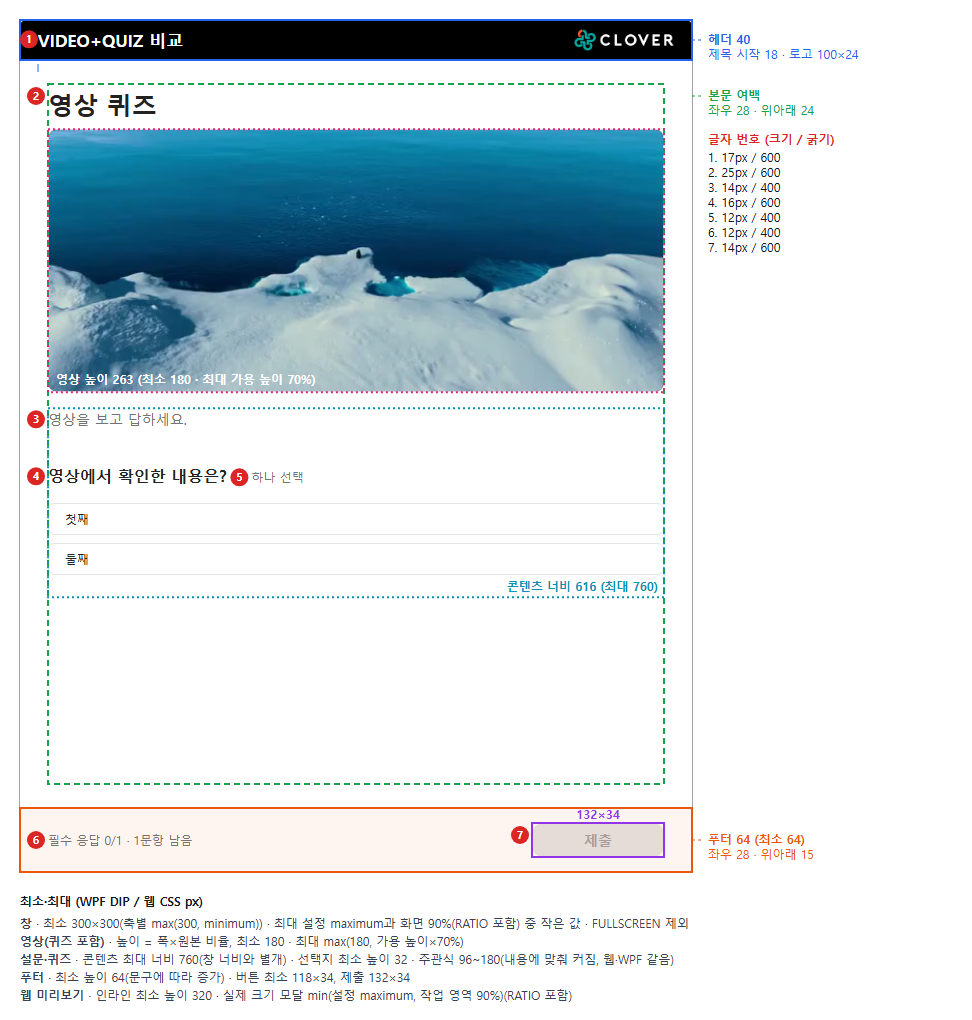 1 VIDEO+QUIZ 비교
CLOVER
헤더 40
제목 시작 18 · 로고 100×24
2 영상 퀴즈
본문 여백
좌우 28 · 위아래 24
글자 번호 (크기 / 굵기)
1. 17px / 600
2. 25px / 600
3. 14px / 400
4. 16px / 600
5. 12px / 400
6. 12px / 400
7. 14px / 600
영상 높이 263 (최소 180 · 최대 가용 높이 70%)
3 영상을 보고 답하세요.
4 영상에서 확인한 내용은? 5 하나 선택
첫째
둘째
콘텐츠 너비 616 (최대 760)
132×34
6 필수 응답 0/1 · 1문항 남음
7 제출
푸터 64 (최소 64)
좌우 28 · 위아래 15
최소·최대 (WPF DIP / 웹 CSS px)
창 · 최소 300×300(축별 max(300, minimum)) · 최대 설정 maximum과 화면 90%(RATIO 포함) 중 작은 값 · FULLSCREEN 제외
영상(퀴즈 포함) · 높이 = 폭×원본 비율, 최소 180 · 최대 max(180, 가용 높이×70%)
설문·퀴즈 · 콘텐츠 최대 너비 760(창 너비와 별개) · 선택지 최소 높이 32 · 주관식 96~180(내용에 맞춰 커짐, 웹·WPF 같음)
푸터 · 최소 높이 64(문구에 따라 증가) · 버튼 최소 118×34, 제출 132×34
웹 미리보기 · 인라인 최소 높이 320 · 실제 크기 모달 min(설정 maximum, 작업 영역 90%)(RATIO 포함)